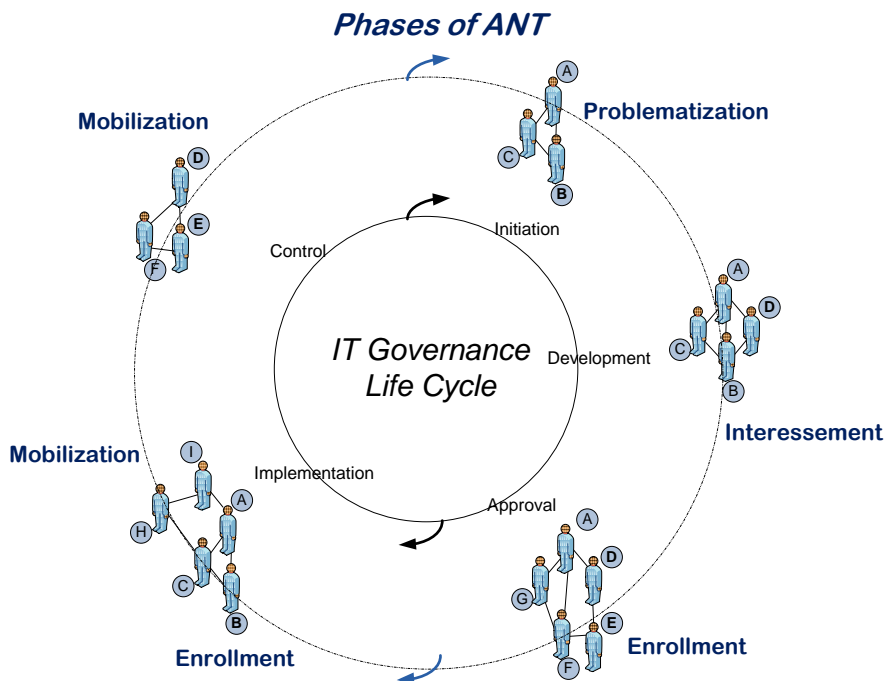 Phases of ANT
A
Problematization
C
B
Mobilization
D
E
F
Initiation
Control
A
D
C
B
Interessement
IT Governance
Life Cycle
Development
Mobilization
I
Implementation
A
H
C
B
Enrollment
Approval
A
D
G
E
F
Enrollment